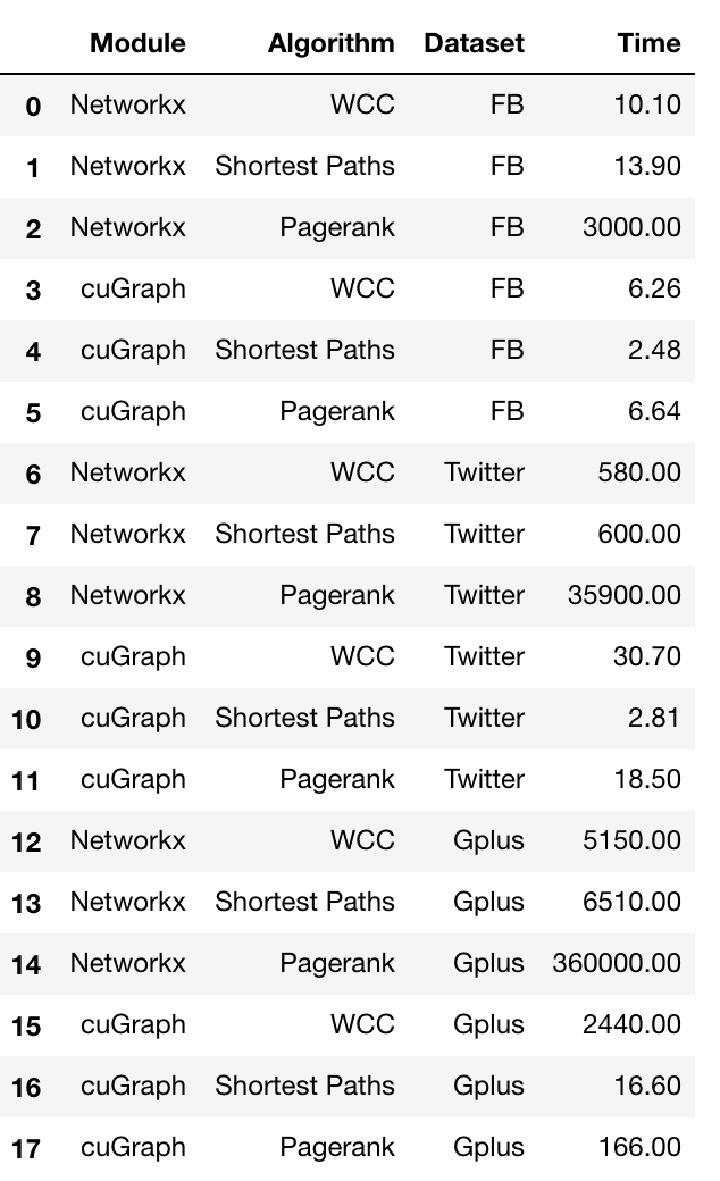 Module Algorithm Dataset Time
0 Networkx WCC FB 10.10
1 Networkx Shortest Paths FB 13.90
2 Networkx Pagerank FB 3000.00
3 cuGraph WCC FB 6.26
4 cuGraph Shortest Paths FB 2.48
5 cuGraph Pagerank FB 6.64
6 Networkx WCC Twitter 580.00
7 Networkx Shortest Paths Twitter 600.00
8 Networkx Pagerank Twitter 35900.00
9 cuGraph WCC Twitter 30.70
10 cuGraph Shortest Paths Twitter 2.81
11 cuGraph Pagerank Twitter 18.50
12 Networkx WCC Gplus 5150.00
13 Networkx Shortest Paths Gplus 6510.00
14 Networkx Pagerank Gplus 360000.00
15 cuGraph WCC Gplus 2440.00
16 cuGraph Shortest Paths Gplus 16.60
17 cuGraph Pagerank Gplus 166.00